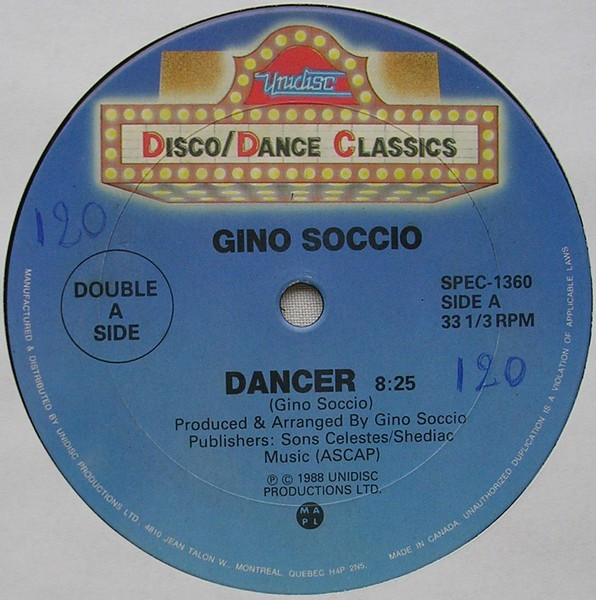 Unidisc
DISCO/DANCE CLASSICS
120
GINO SOCCIO
DOUBLE
A
SIDE
SPEC-1360
SIDE A
33 1/3 RPM
DANCER 8:25
120
(Gino Soccio)
Produced & Arranged By Gino Soccio
Publishers: Sons Celestes/Shediac
Music (ASCAP)
Ⓟ © 1988 UNIDISC
PRODUCTIONS LTD.
MA
PL
MANUFACTURED & DISTRIBUTED BY UNIDISC PRODUCTIONS LTD. 4810 JEAN TALON W., MONTREAL, QUEBEC H4P 2N5.
MADE IN CANADA. UNAUTHORIZED DUPLICATION IS A VIOLATION OF APPLICABLE LAWS